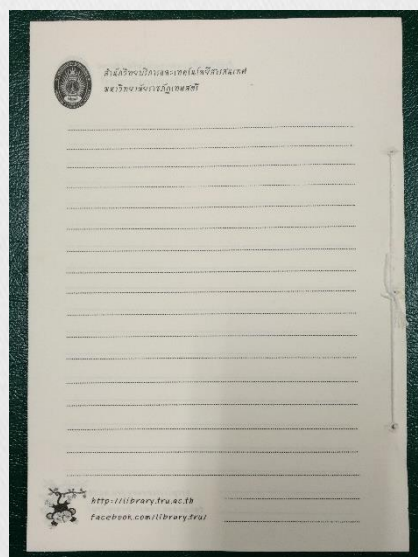 สำนักวิทยบริการและเทคโนโลยีสารสนเทศ
มหาวิทยาลัยราชภัฏเทพสตรี
http://library.tru.ac.th
facebook.com/library.tru/